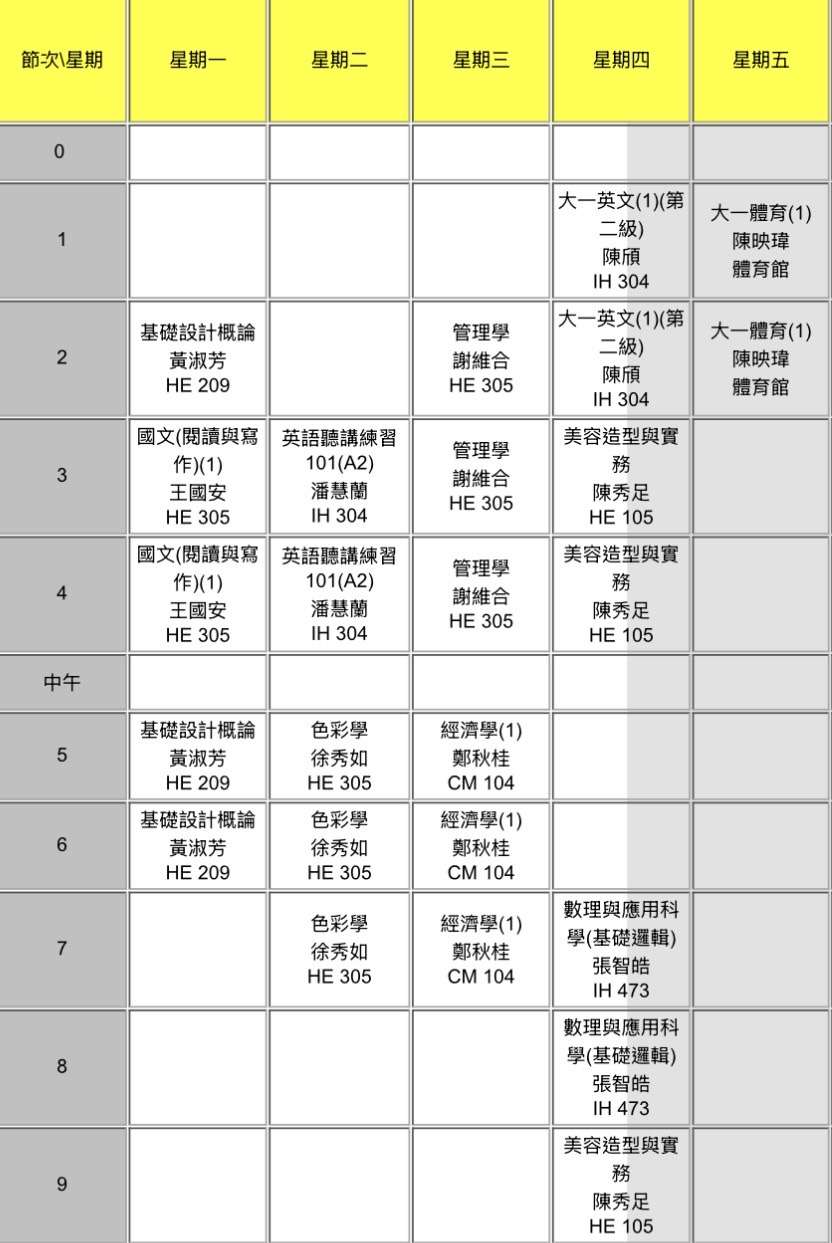 節次\星期
星期一
星期二
星期三
星期四
星期五
0
1
大一英文(1)(第
二級)
陳頎
IH 304
大一體育(1)
陳映瑋
體育館
2
基礎設計概論
黃淑芳
HE 209
管理學
謝維合
HE 305
大一英文(1)(第
二級)
陳頎
IH 304
大一體育(1)
陳映瑋
體育館
3
國文(閱讀與寫
作)(1)
王國安
HE 305
英語聽講練習
101(A2)
潘慧蘭
IH 304
管理學
謝維合
HE 305
美容造型與實
務
陳秀足
HE 105
4
國文(閱讀與寫
作)(1)
王國安
HE 305
英語聽講練習
101(A2)
潘慧蘭
IH 304
管理學
謝維合
HE 305
美容造型與實
務
陳秀足
HE 105
中午
5
基礎設計概論
黃淑芳
HE 209
色彩學
徐秀如
HE 305
經濟學(1)
鄭秋桂
CM 104
6
基礎設計概論
黃淑芳
HE 209
色彩學
徐秀如
HE 305
經濟學(1)
鄭秋桂
CM 104
7
色彩學
徐秀如
HE 305
經濟學(1)
鄭秋桂
CM 104
數理與應用科
學(基礎邏輯)
張智皓
IH 473
8
數理與應用科
學(基礎邏輯)
張智皓
IH 473
9
美容造型與實
務
陳秀足
HE 105